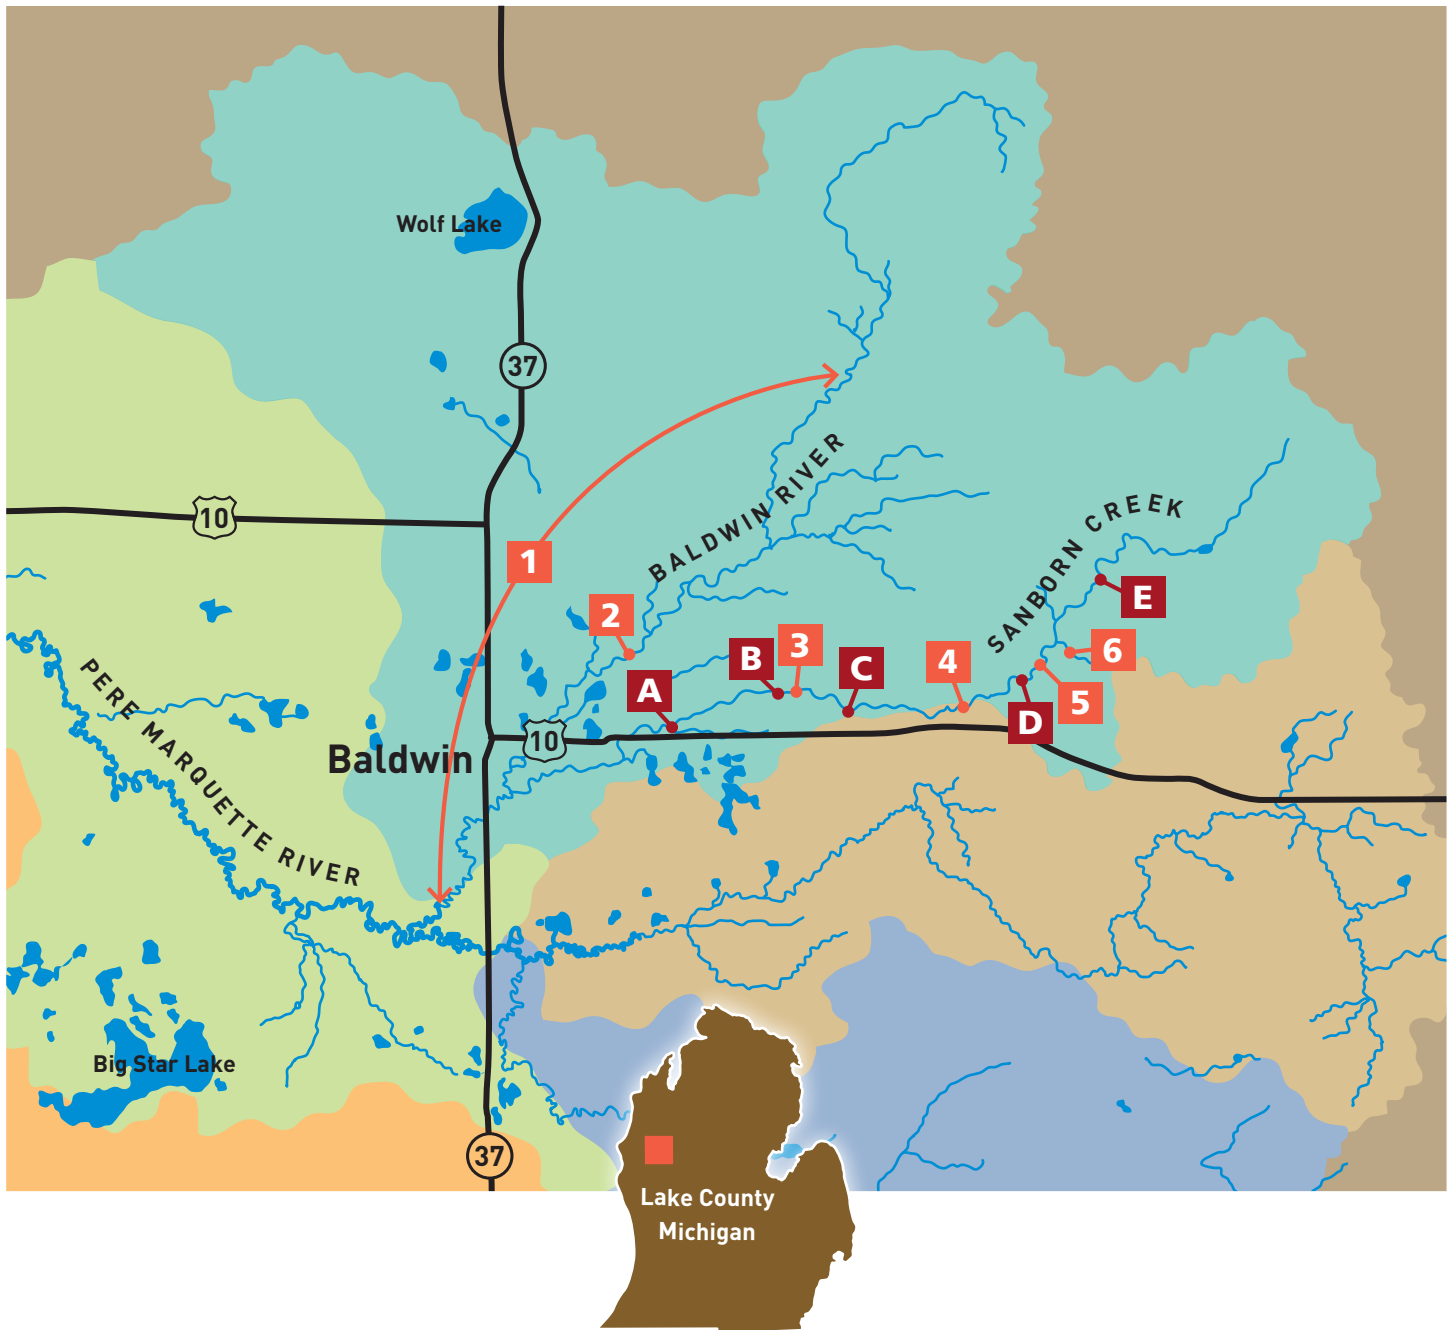 Wolf Lake
37
10
BALDWIN RIVER
SANBORN CREEK
1
2
E
B
3
C
4
6
A
5
D
PERE MARQUETTE RIVER
10
Baldwin
Big Star Lake
37
Lake County
Michigan